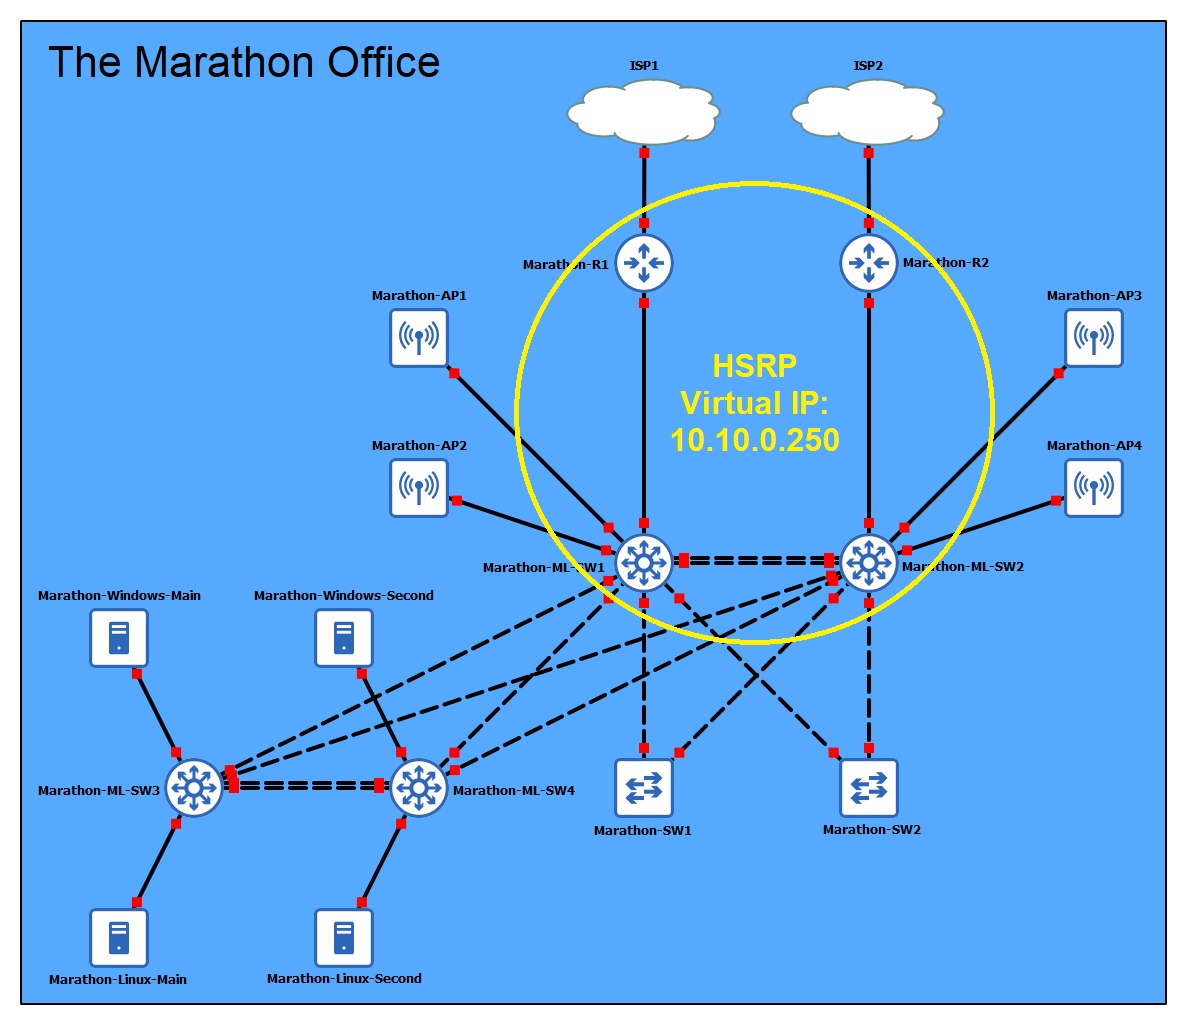 The Marathon Office
ISP1
ISP2
Marathon-R1
Marathon-R2
Marathon-AP1
Marathon-AP3
HSRP
Virtual IP:
10.10.0.250
Marathon-AP2
Marathon-AP4
Marathon-ML-SW1
Marathon-ML-SW2
Marathon-Windows-Main
Marathon-Windows-Second
Marathon-ML-SW3
Marathon-ML-SW4
Marathon-SW1
Marathon-SW2
Marathon-Linux-Main
Marathon-Linux-Second